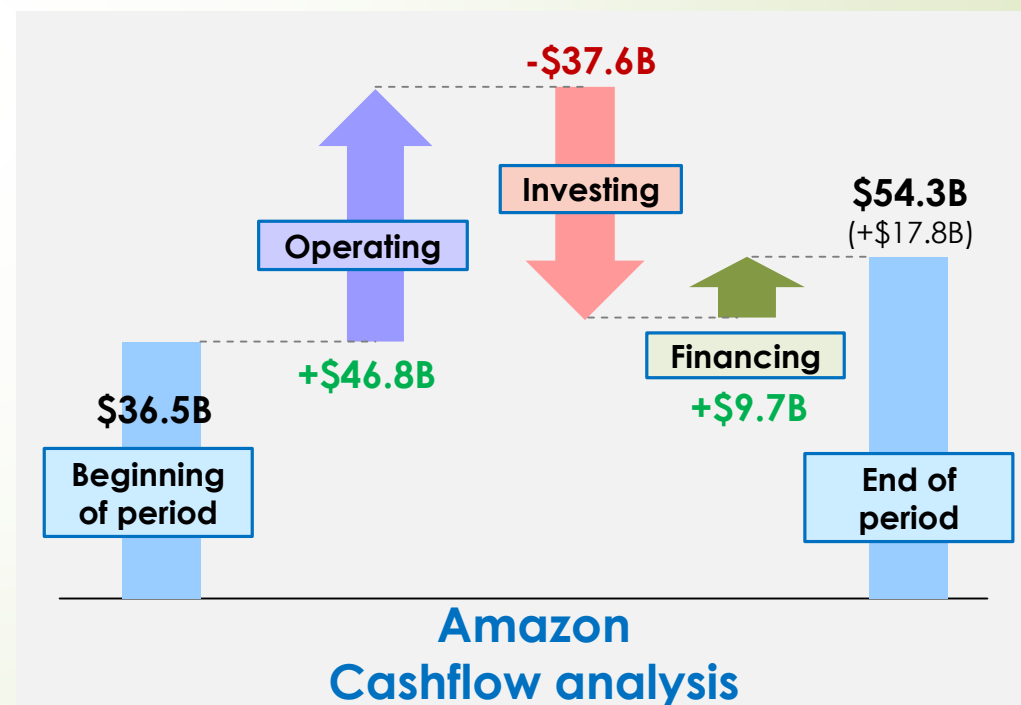 -$37.6B
Investing
$54.3B
(+$17.8B)
Operating
Financing
+$46.8B
+$9.7B
$36.5B
Beginning
of period
End of
period
Amazon
Cashflow analysis